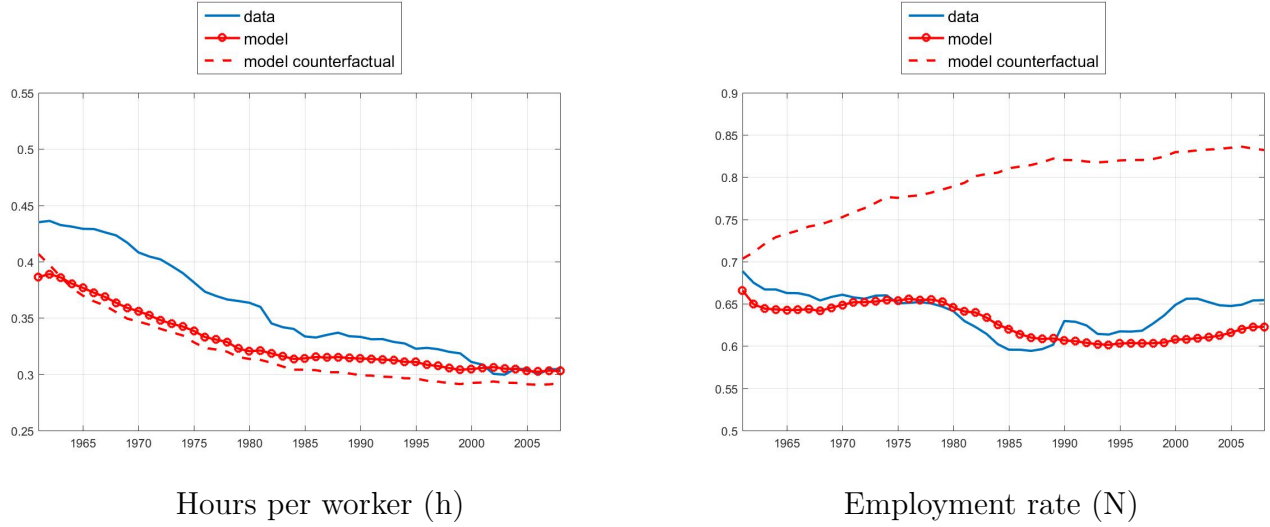 data
model
model counterfactual
0.55
0.5
0.45
0.4
0.35
0.3
0.25
1965 1970 1975 1980 1985 1990 1995 2000 2005
Hours per worker (h)
data
model
model counterfactual
0.9
0.85
0.8
0.75
0.7
0.65
0.6
0.55
0.5
1965 1970 1975 1980 1985 1990 1995 2000 2005
Employment rate (N)